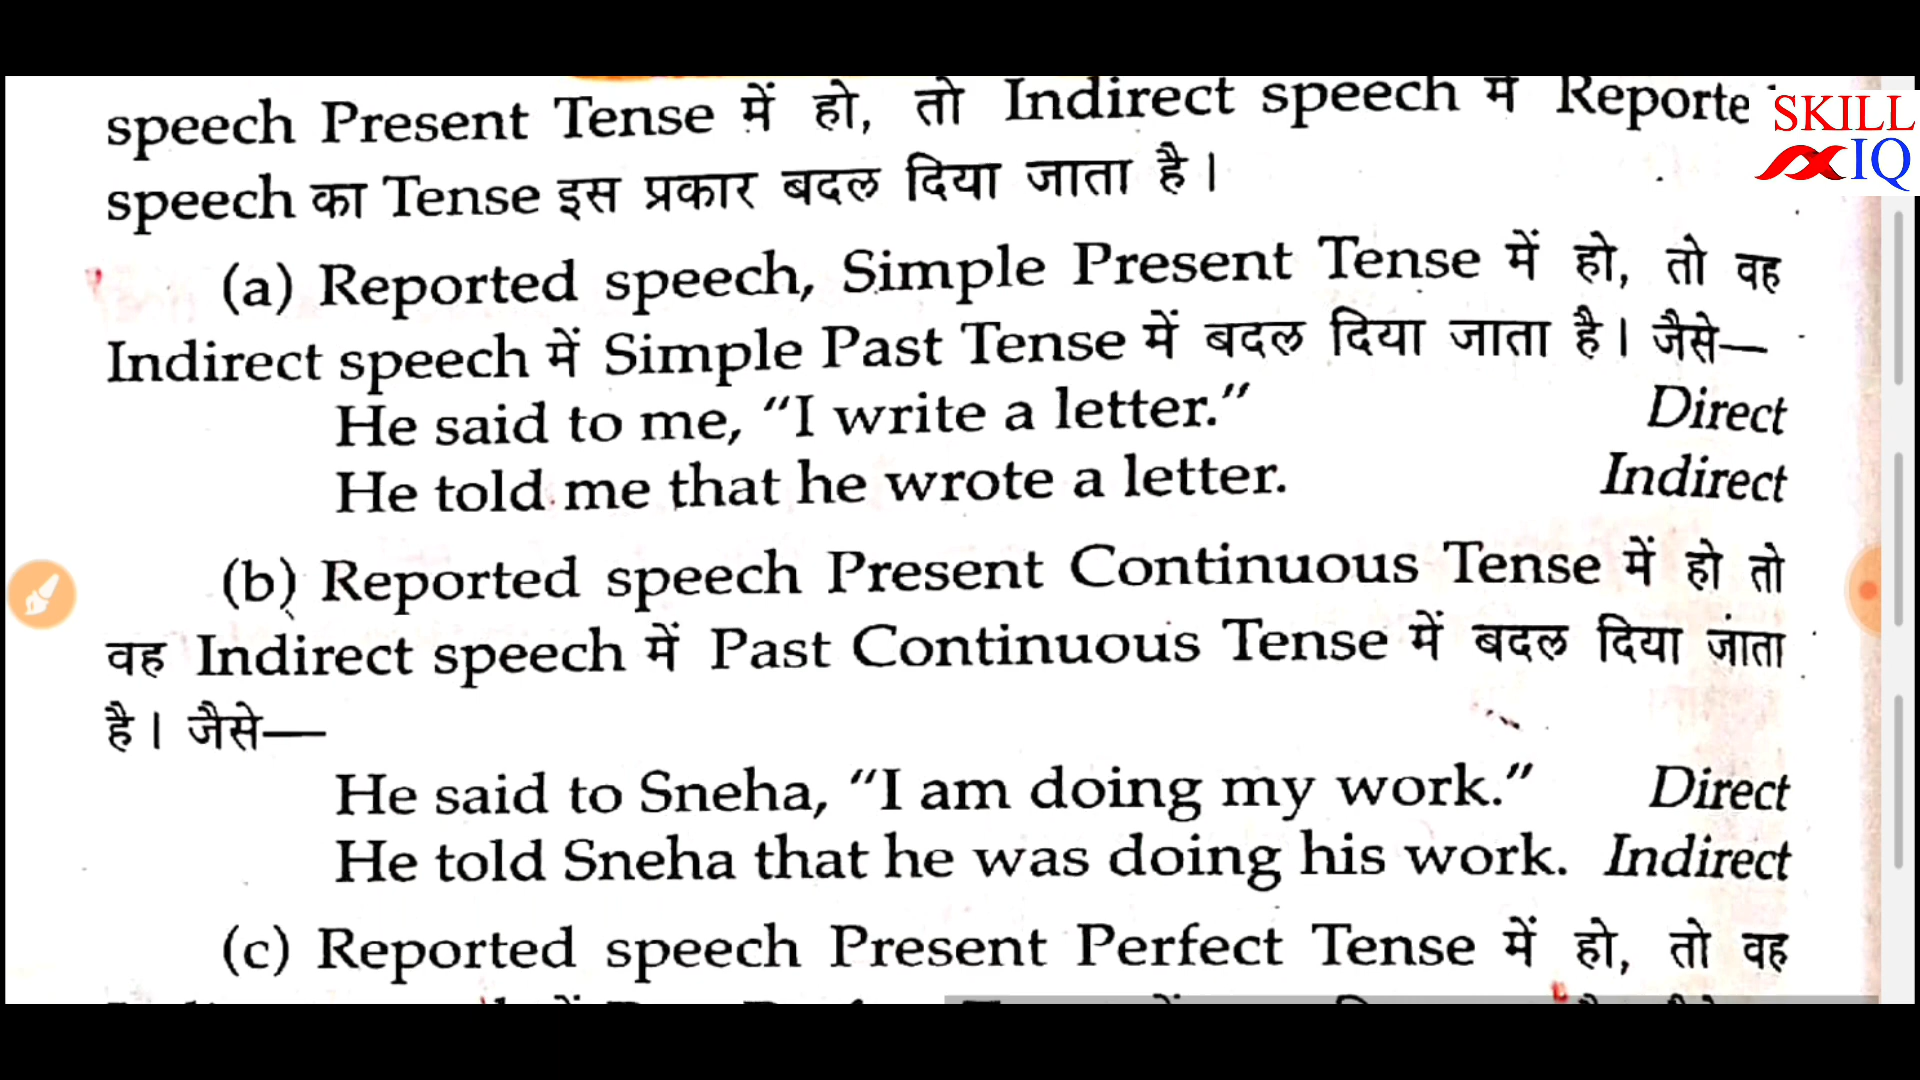 speech Present Tense में हो, तो Indirect speech में Reporte
SKILL
IQ
speech का Tense इस प्रकार बदल दिया जाता है।
(a) Reported speech, Simple Present Tense में हो, तो वह
Indirect speech में Simple Past Tense में बदल दिया जाता है। जैसे—
He said to me, “I write a letter.” Direct
He told me that he wrote a letter. Indirect
(b) Reported speech Present Continuous Tense में हो तो
वह Indirect speech में Past Continuous Tense में बदल दिया जाता
है। जैसे—
He said to Sneha, “I am doing my work.” Direct
He told Sneha that he was doing his work. Indirect
(c) Reported speech Present Perfect Tense में हो, तो वह